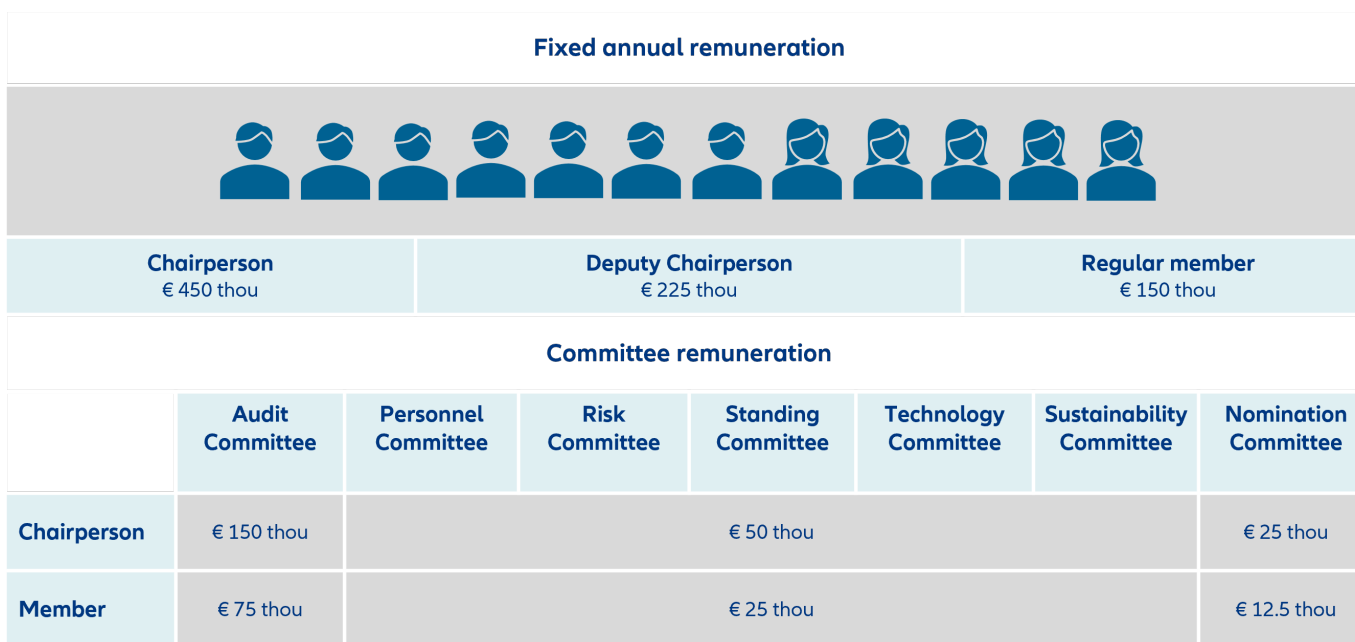 Fixed annual remuneration
Chairperson
€ 450 thou
Deputy Chairperson
€ 225 thou
Regular member
€ 150 thou
Committee remuneration
Audit
Committee
Personnel
Committee
Risk
Committee
Standing
Committee
Technology
Committee
Sustainability
Committee
Nomination
Committee
Chairperson
€ 150 thou
€ 50 thou
€ 25 thou
Member
€ 75 thou
€ 25 thou
€ 12.5 thou